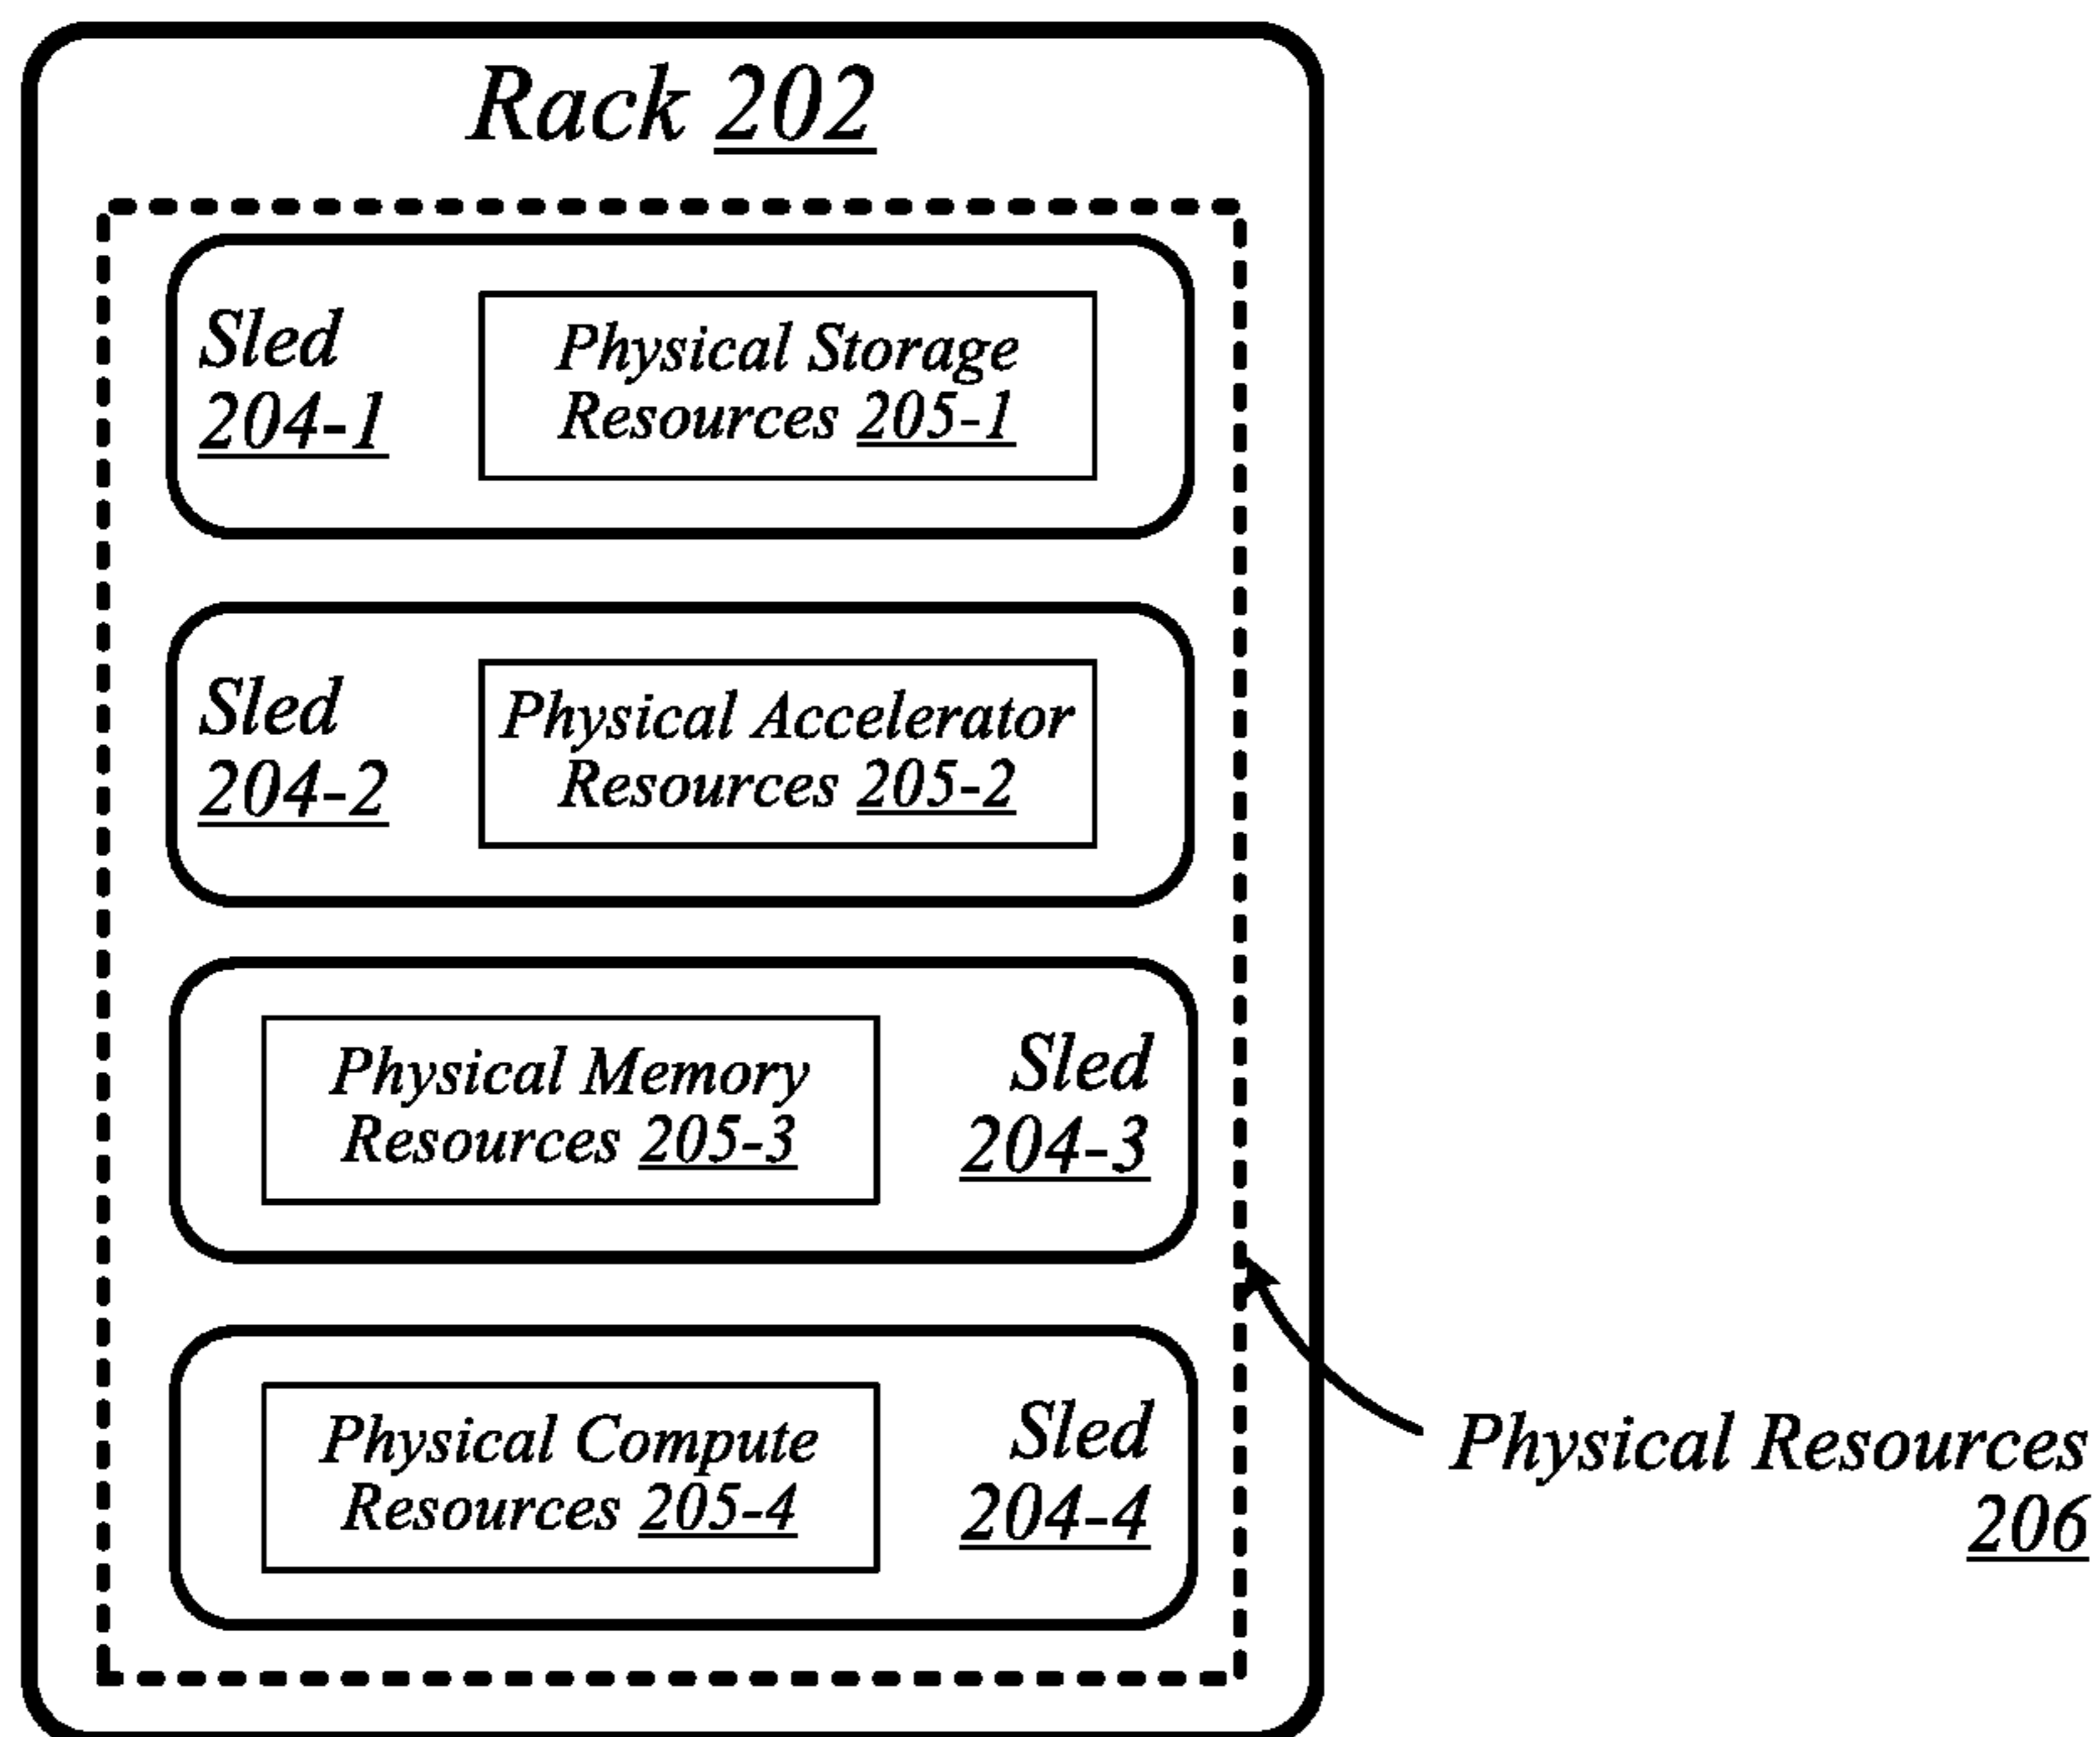 Rack 202
Sled
204-1
Physical Storage
Resources 205-1
Sled
204-2
Physical Accelerator
Resources 205-2
Physical Memory
Resources 205-3
Sled
204-3
Physical Compute
Resources 205-4
Sled
204-4
Physical Resources
206